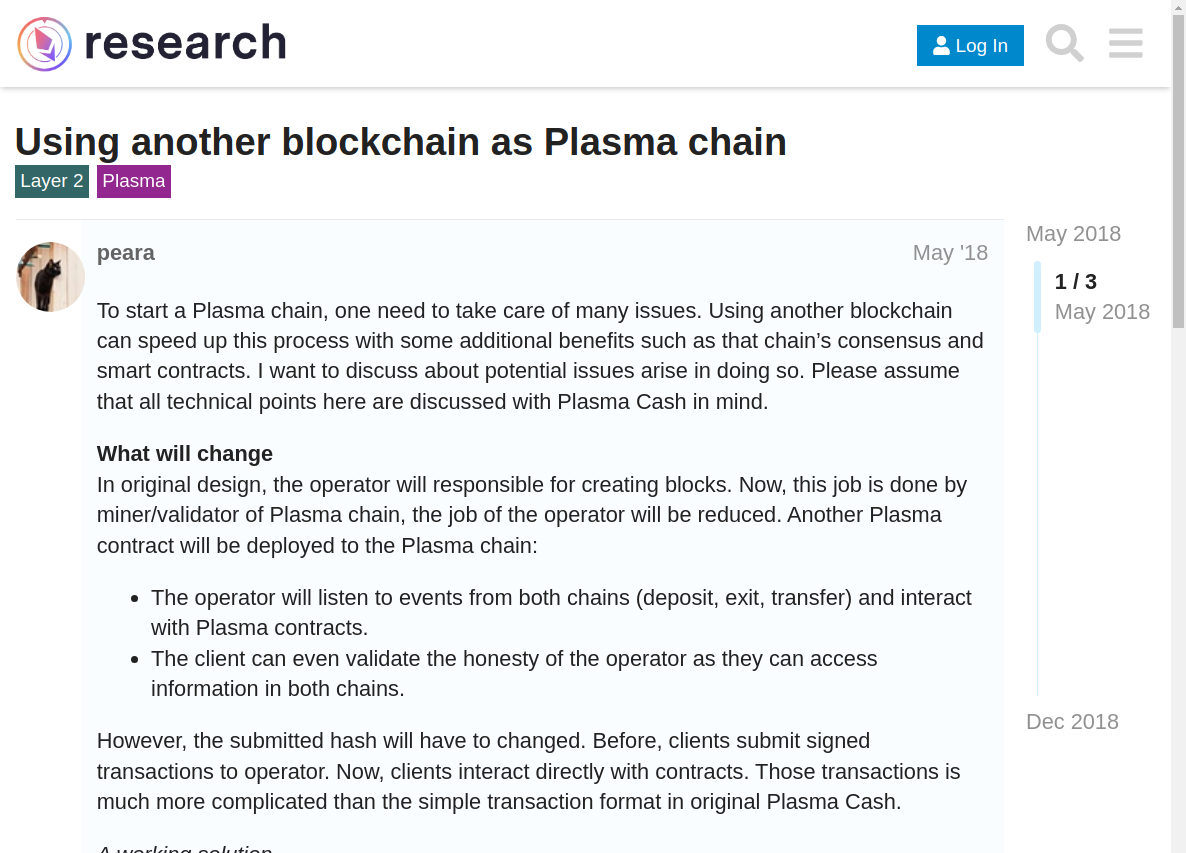 research
Log In
Using another blockchain as Plasma chain
Layer 2 Plasma
peara
May '18
To start a Plasma chain, one need to take care of many issues. Using another blockchain
can speed up this process with some additional benefits such as that chain’s consensus and
smart contracts. I want to discuss about potential issues arise in doing so. Please assume
that all technical points here are discussed with Plasma Cash in mind.
What will change
In original design, the operator will responsible for creating blocks. Now, this job is done by
miner/validator of Plasma chain, the job of the operator will be reduced. Another Plasma
contract will be deployed to the Plasma chain:
• The operator will listen to events from both chains (deposit, exit, transfer) and interact
with Plasma contracts.
• The client can even validate the honesty of the operator as they can access
information in both chains.
However, the submitted hash will have to changed. Before, clients submit signed
transactions to operator. Now, clients interact directly with contracts. Those transactions is
much more complicated than the simple transaction format in original Plasma Cash.
A working solution
May 2018
1 / 3
May 2018
Dec 2018